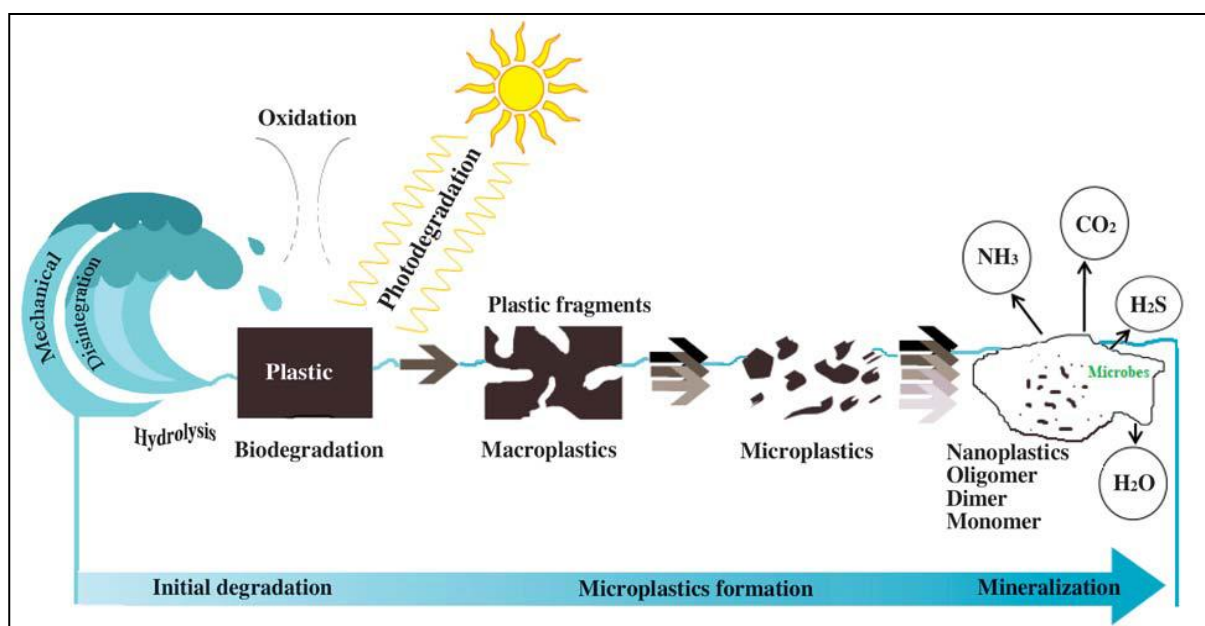 Oxidation
Photodegradation
Mechanical
Disintegration
Hydrolysis
Plastic
Biodegradation
Plastic fragments
Macroplastics
Microplastics
NH₃
CO₂
H₂S
Microbes
H₂O
Nanoplastics
Oligomer
Dimer
Monomer
Initial degradation
Microplastics formation
Mineralization